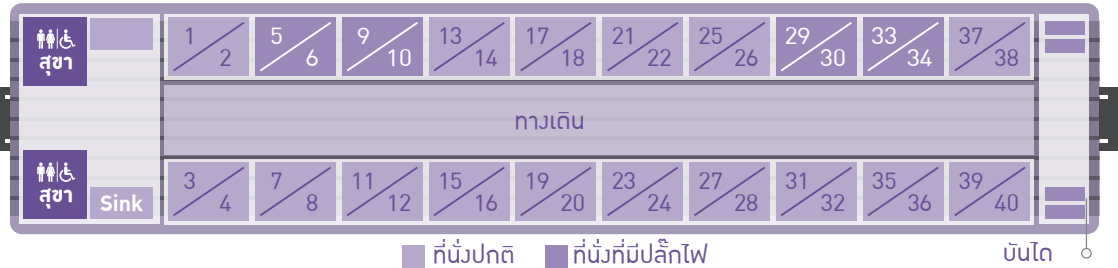 สุขา
1 2 5 6 9 10 13 14 17 18 21 22 25 26 29 30 33 34 37 38
ทางเดิน
สุขา
Sink
3 4 7 8 11 12 15 16 19 20 23 24 27 28 31 32 35 36 39 40
ที่นั่งปกติ ที่นั่งที่มีปลั๊กไฟ บันได